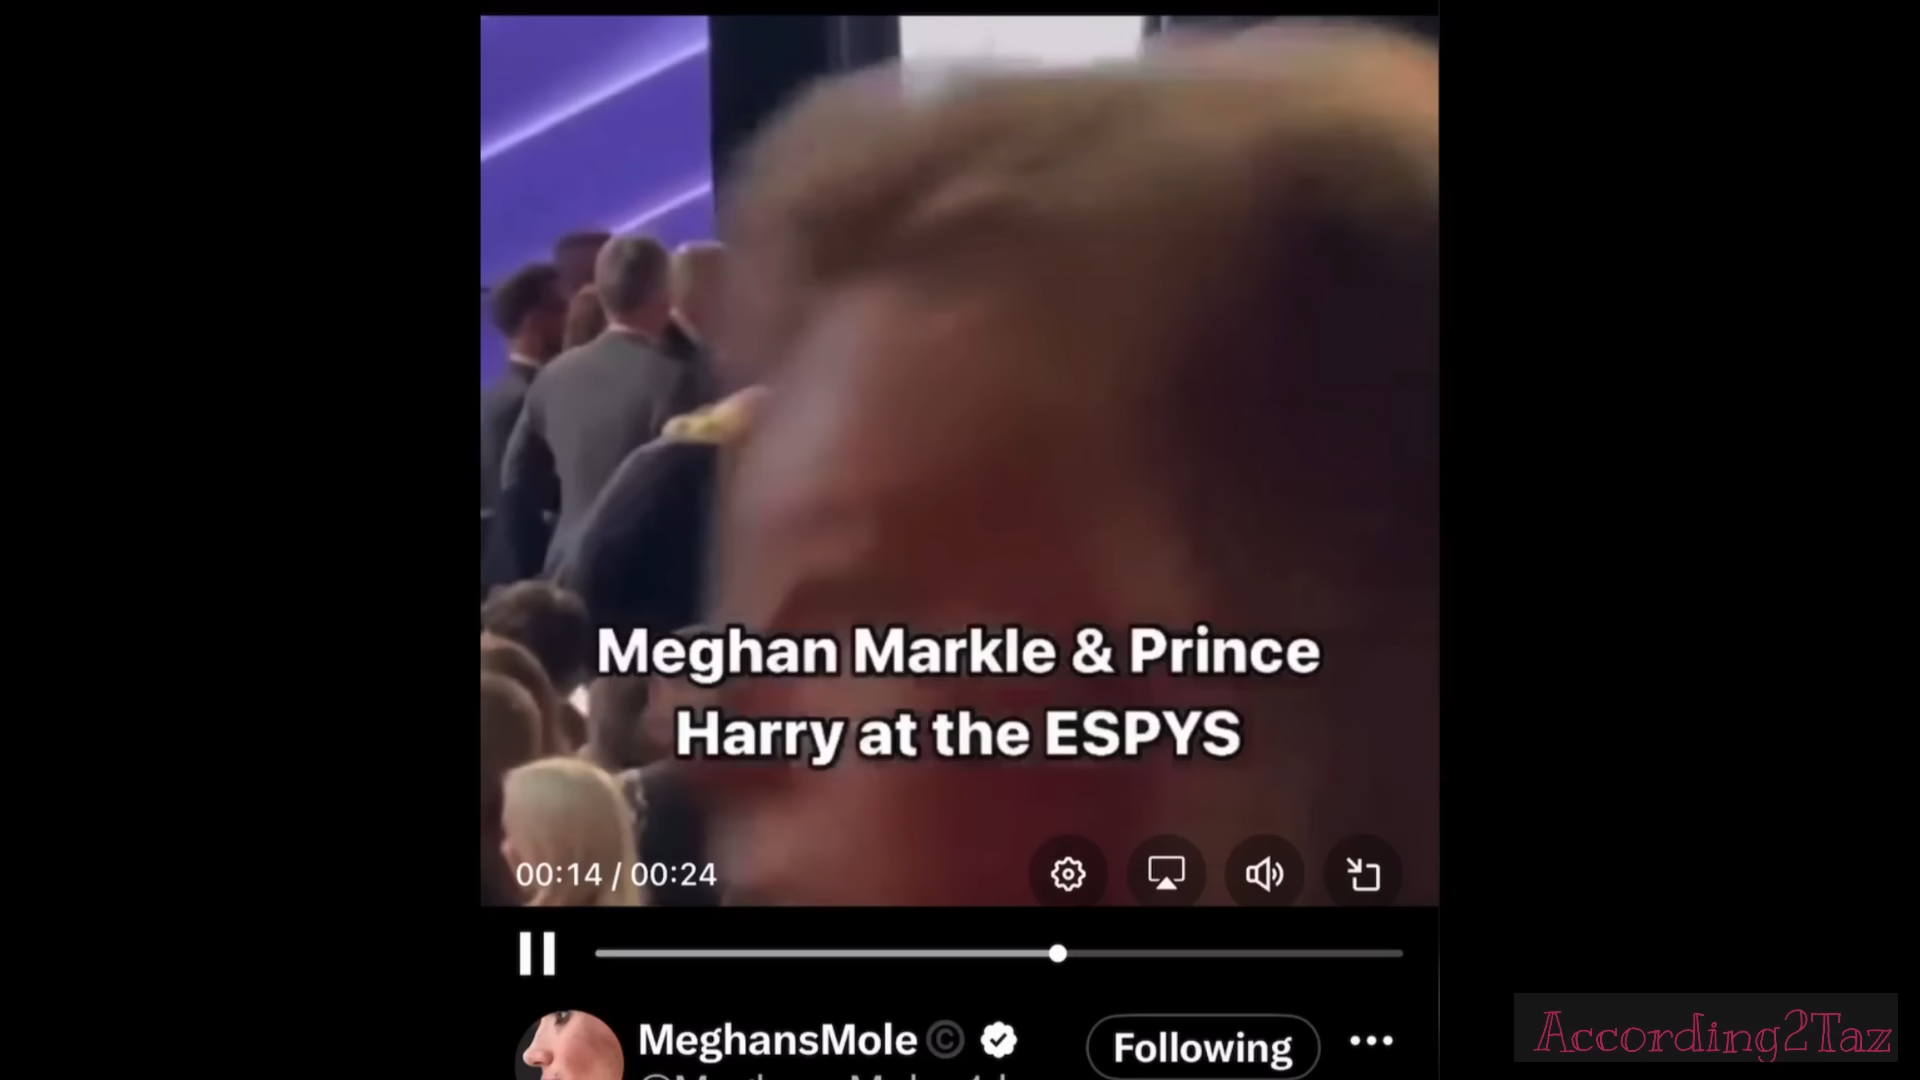 Meghan Markle & Prince
Harry at the ESPYS
00:14 / 00:24
MeghansMole ©
Following
According2Taz